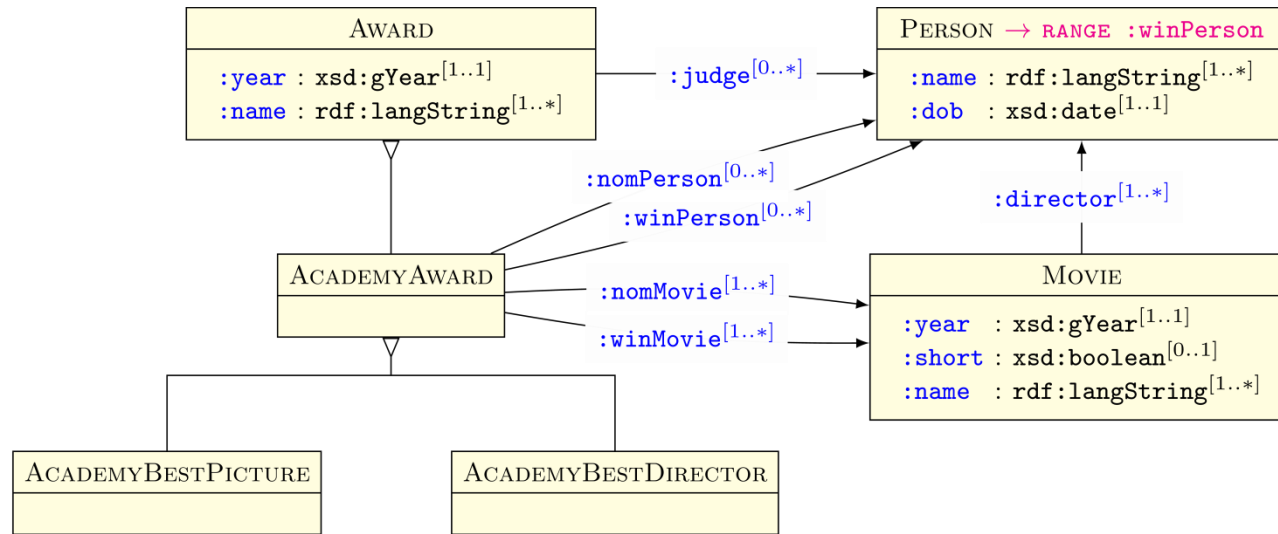 AWARD
:year : xsd:gYear[1..1]
:name : rdf:langString[1..*]
:judge[0..*]
PERSON → RANGE :winPerson
:name : rdf:langString[1..*]
:dob : xsd:date[1..1]
:nomPerson[0..*]
:winPerson[0..*]
:director[1..*]
ACADEMYAWARD
:nomMovie[1..*]
:winMovie[1..*]
MOVIE
:year : xsd:gYear[1..1]
:short : xsd:boolean[0..1]
:name : rdf:langString[1..*]
ACADEMYBESTPICTURE
ACADEMYBESTDIRECTOR